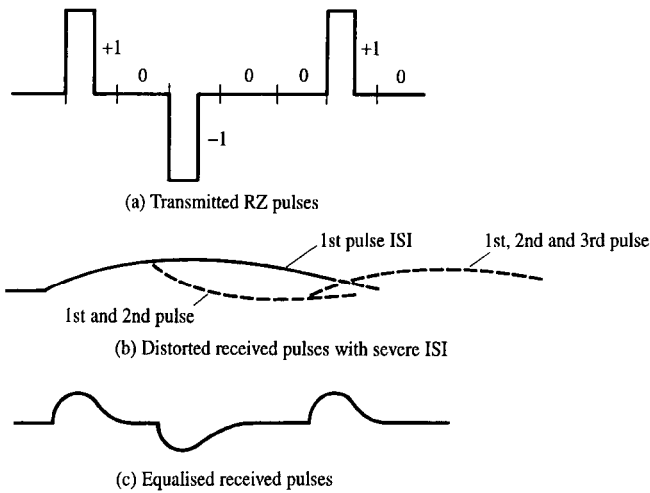 +1
+1
0
0
0
0
−1
(a) Transmitted RZ pulses
1st pulse ISI
1st, 2nd and 3rd pulse
1st and 2nd pulse
(b) Distorted received pulses with severe ISI
(c) Equalised received pulses